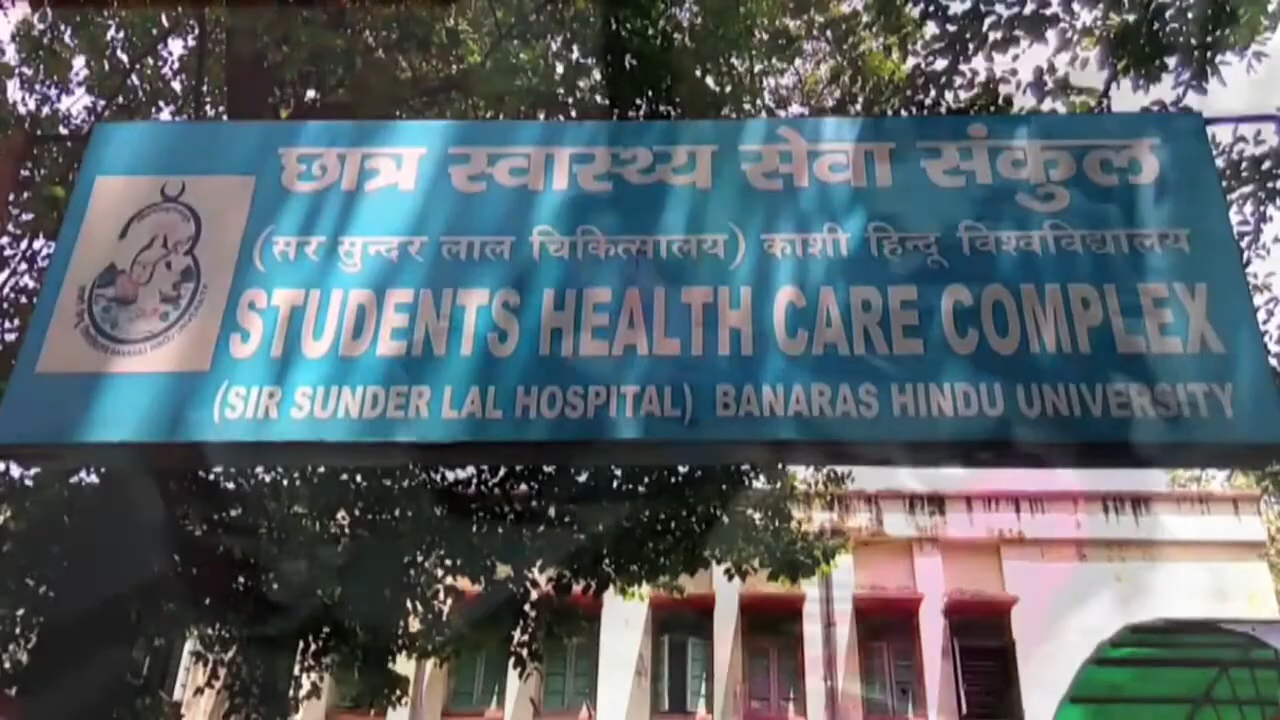 छात्र स्वास्थ्य सेवा संकुल
(सर सुन्दर लाल चिकित्सालय) काशी हिन्दू विश्वविद्यालय
STUDENTS HEALTH CARE COMPLEX
(SIR SUNDER LAL HOSPITAL) BANARAS HINDU UNIVERSITY